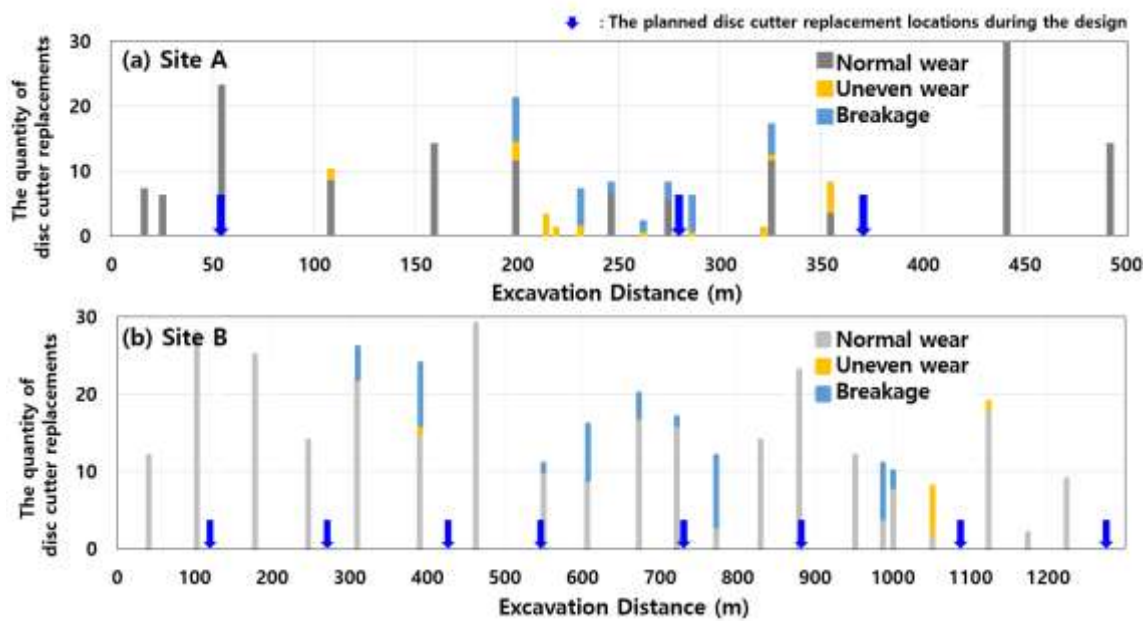 : The planned disc cutter replacement locations during the design
(a) Site A
Normal wear
Uneven wear
Breakage
The quantity of
disc cutter replacements
30
20
10
0
0 50 100 150 200 250 300 350 400 450 500
Excavation Distance (m)
(b) Site B
Normal wear
Uneven wear
Breakage
The quantity of
disc cutter replacements
30
20
10
0
0 100 200 300 400 500 600 700 800 900 1000 1100 1200
Excavation Distance (m)